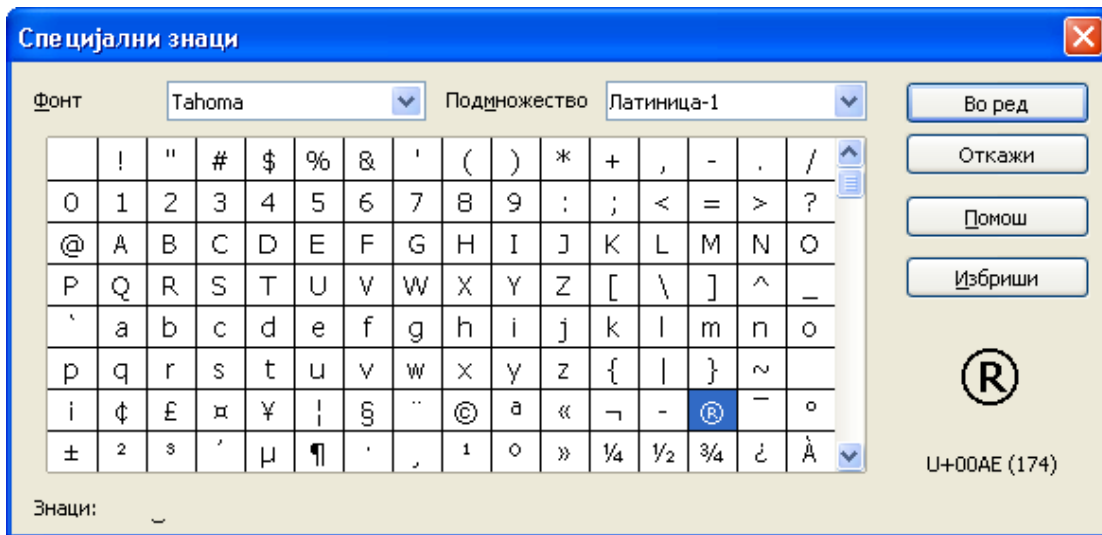 Специјални знаци
Фонт Tahoma Подмножество Латиница-1
Во ред
Откажи
Помош
Избриши
! " # $ % & ' ( ) * + , - . /
0 1 2 3 4 5 6 7 8 9 : ; < = > ?
@ A B C D E F G H I J K L M N O
P Q R S T U V W X Y Z [ \ ] ^ _
` a b c d e f g h i j k l m n o
p q r s t u v w x y z { | } ~
¡ ¢ £ ¤ ¥ ¦ § ¨ © ª « ¬ - ® ¯ °
± ² ³ ´ µ ¶ · ¸ ¹ º » ¼ ½ ¾ ¿ À
®
U+00AE (174)
Знаци: